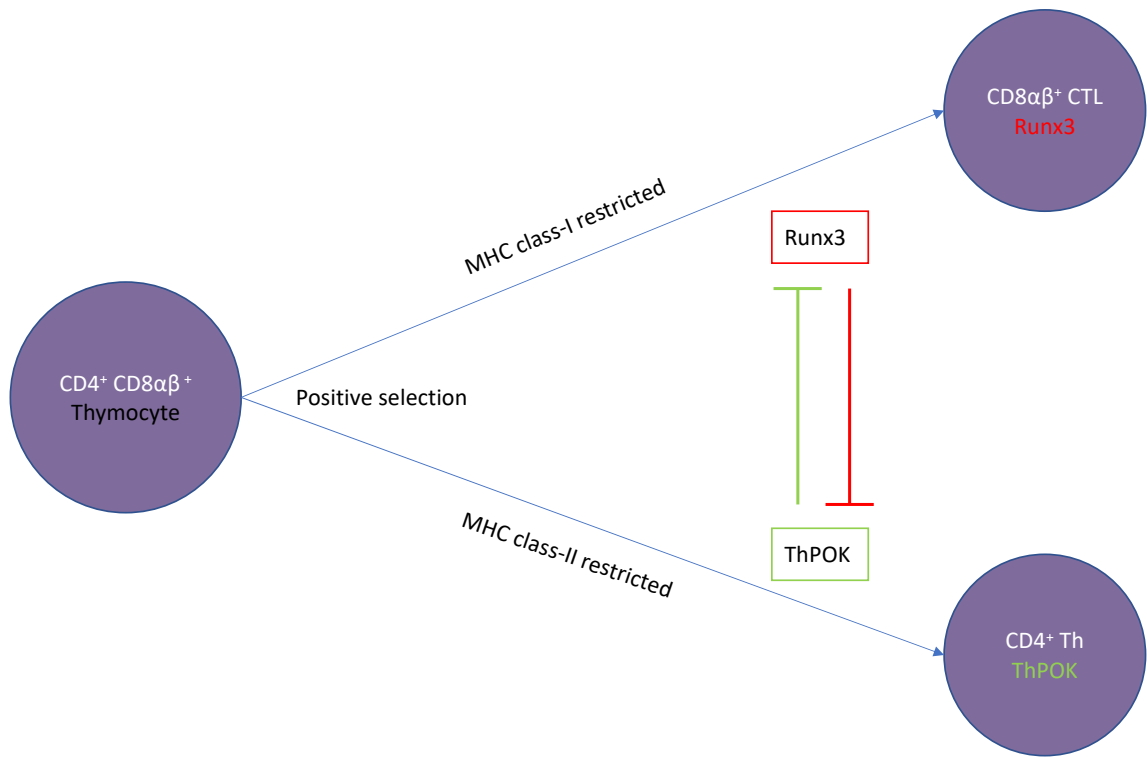 CD8αβ⁺ CTL
Runx3
MHC class-I restricted
Runx3
CD4⁺ CD8αβ ⁺
Thymocyte
Positive selection
MHC class-II restricted
ThPOK
CD4⁺ Th
ThPOK